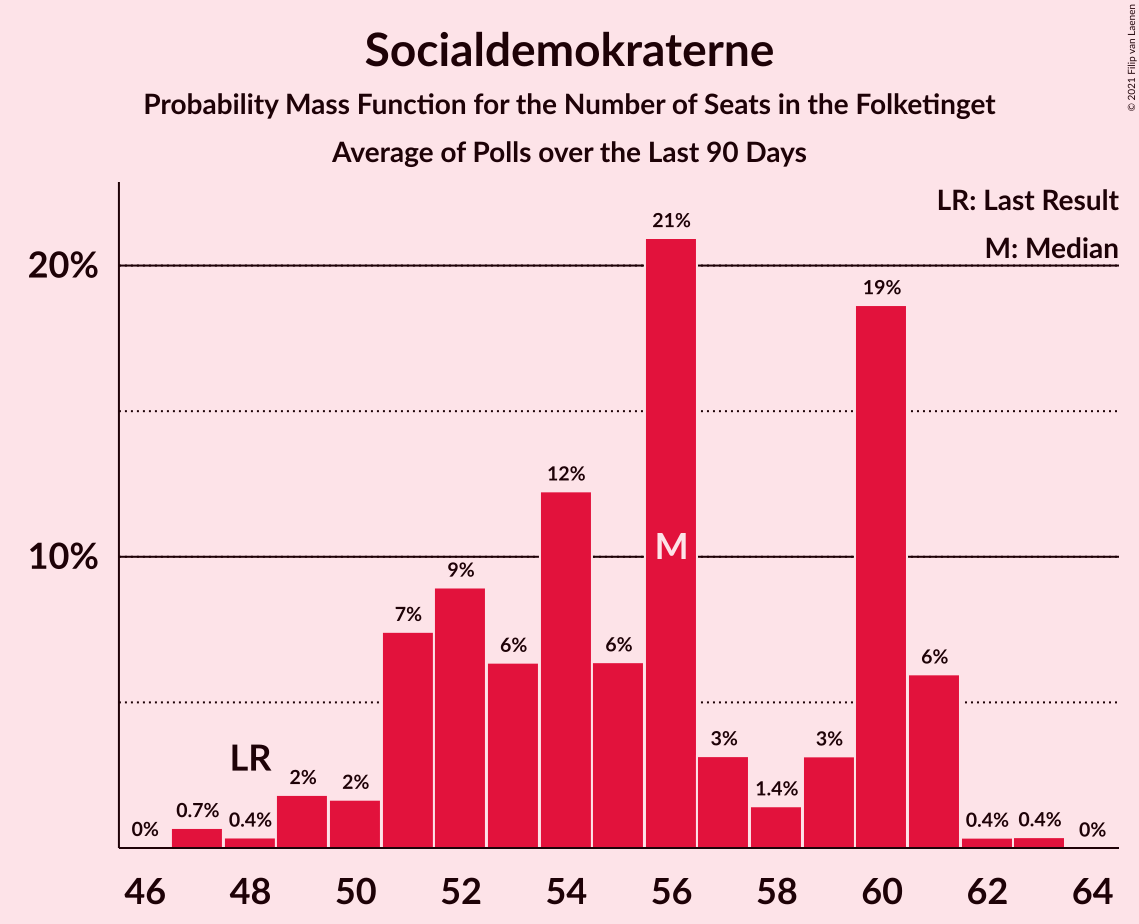 Socialdemokraterne
Probability Mass Function for the Number of Seats in the Folketinget
Average of Polls over the Last 90 Days
© 2021 Filip van Laenen
LR: Last Result
M: Median
20%
10%
0%
0.7%
0.4%
2%
2%
7%
9%
6%
12%
6%
21%
3%
1.4%
3%
19%
6%
0.4%
0.4%
0%
LR
M
46 48 50 52 54 56 58 60 62 64